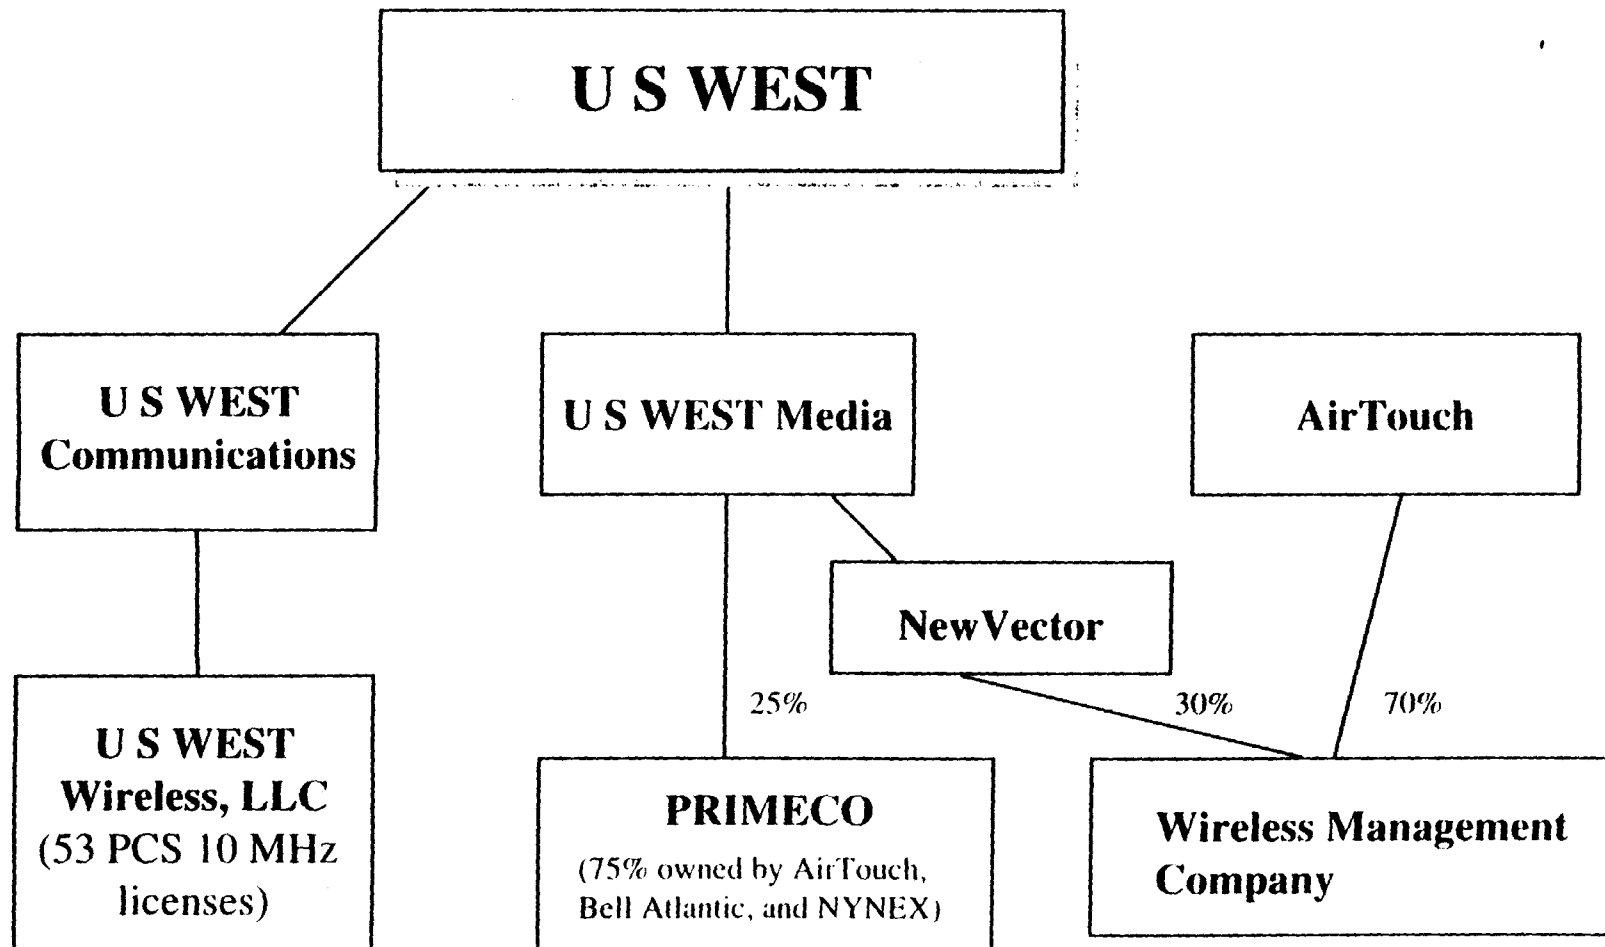 U S WEST
U S WEST
Communications
U S WEST Media
AirTouch
NewVector
25%
30%
70%
U S WEST
Wireless, LLC
(53 PCS 10 MHz
licenses)
PRIMECO
(75% owned by AirTouch,
Bell Atlantic, and NYNEX)
Wireless Management
Company